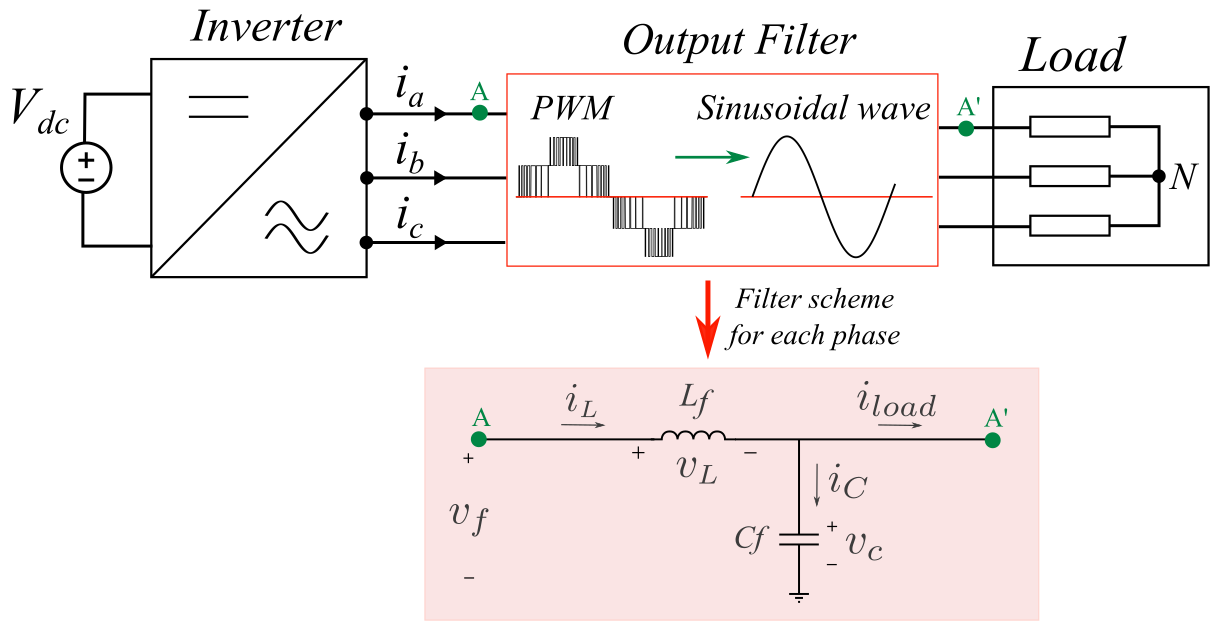 Inverter
Output Filter
Load
V_dc
+
−
i_a
i_b
i_c
A
PWM
Sinusoidal wave
A'
N
Filter scheme
for each phase
A
i_L
L_f
i_load
A'
+
v_L
−
+
v_f
−
i_C
C_f
+
v_c
−